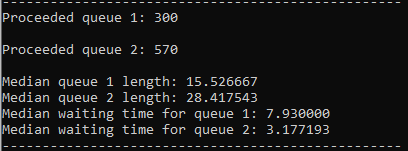 Proceeded queue 1: 300
Proceeded queue 2: 570
Median queue 1 length: 15.526667
Median queue 2 length: 28.417543
Median waiting time for queue 1: 7.930000
Median waiting time for queue 2: 3.177193